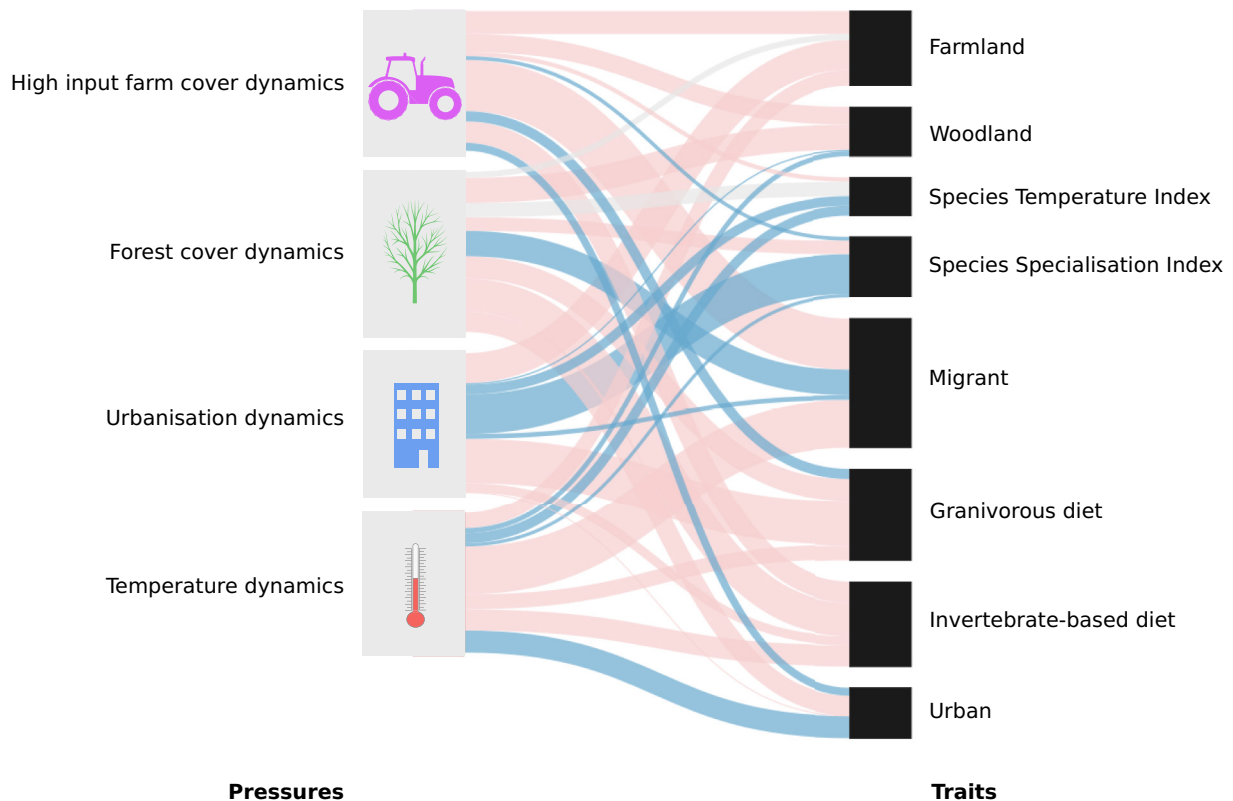 High input farm cover dynamics
Forest cover dynamics
Urbanisation dynamics
Temperature dynamics
Pressures
Farmland
Woodland
Species Temperature Index
Species Specialisation Index
Migrant
Granivorous diet
Invertebrate-based diet
Urban
Traits